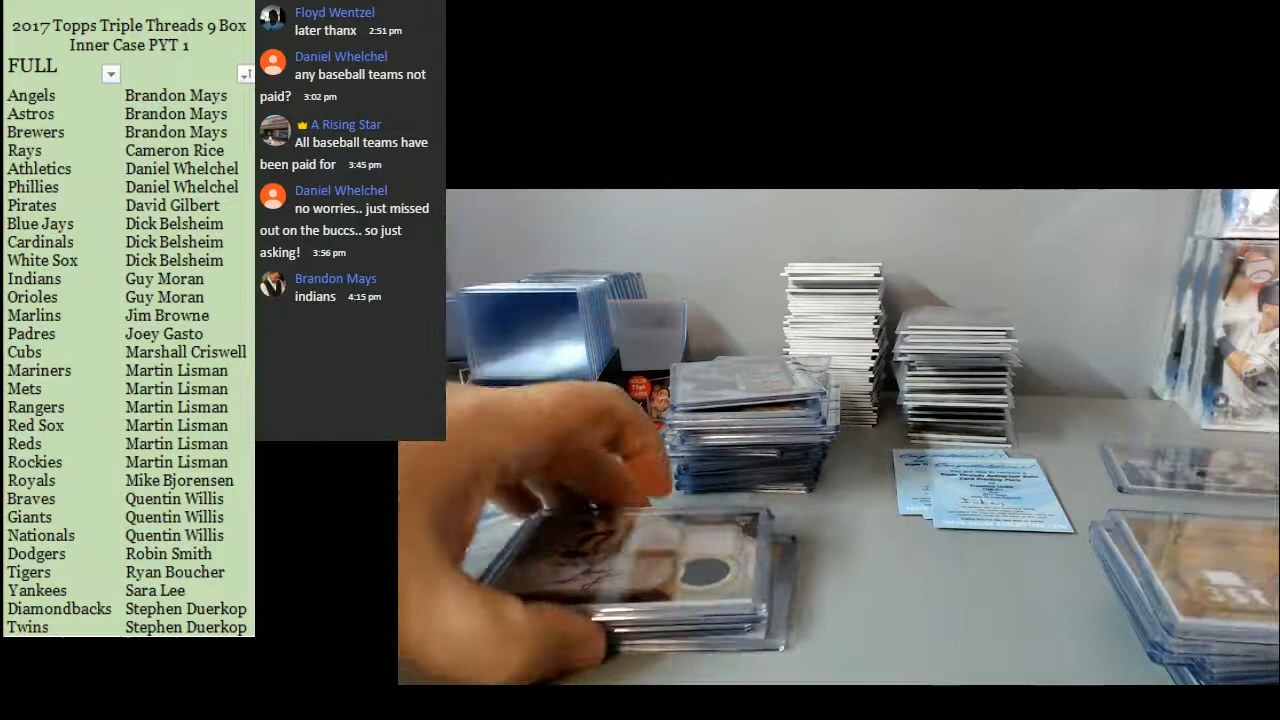 2017 Topps Triple Threads 9 Box
Inner Case PYT 1
FULL
Angels Brandon Mays
Astros Brandon Mays
Brewers Brandon Mays
Rays Cameron Rice
Athletics Daniel Whelchel
Phillies Daniel Whelchel
Pirates David Gilbert
Blue Jays Dick Belsheim
Cardinals Dick Belsheim
White Sox Dick Belsheim
Indians Guy Moran
Orioles Guy Moran
Marlins Jim Browne
Padres Joey Gasto
Cubs Marshall Criswell
Mariners Martin Lisman
Mets Martin Lisman
Rangers Martin Lisman
Red Sox Martin Lisman
Reds Martin Lisman
Rockies Martin Lisman
Royals Mike Bjorensen
Braves Quentin Willis
Giants Quentin Willis
Nationals Quentin Willis
Dodgers Robin Smith
Tigers Ryan Boucher
Yankees Sara Lee
Diamondbacks Stephen Duerkop
Twins Stephen Duerkop
Floyd Wentzel
later thanx 2:51 pm
Daniel Whelchel
any baseball teams not
paid? 3:02 pm
A Rising Star
All baseball teams have
been paid for 3:45 pm
Daniel Whelchel
no worries.. just missed
out on the buccs.. so just
asking! 3:56 pm
Brandon Mays
indians 4:15 pm
Congratulations!